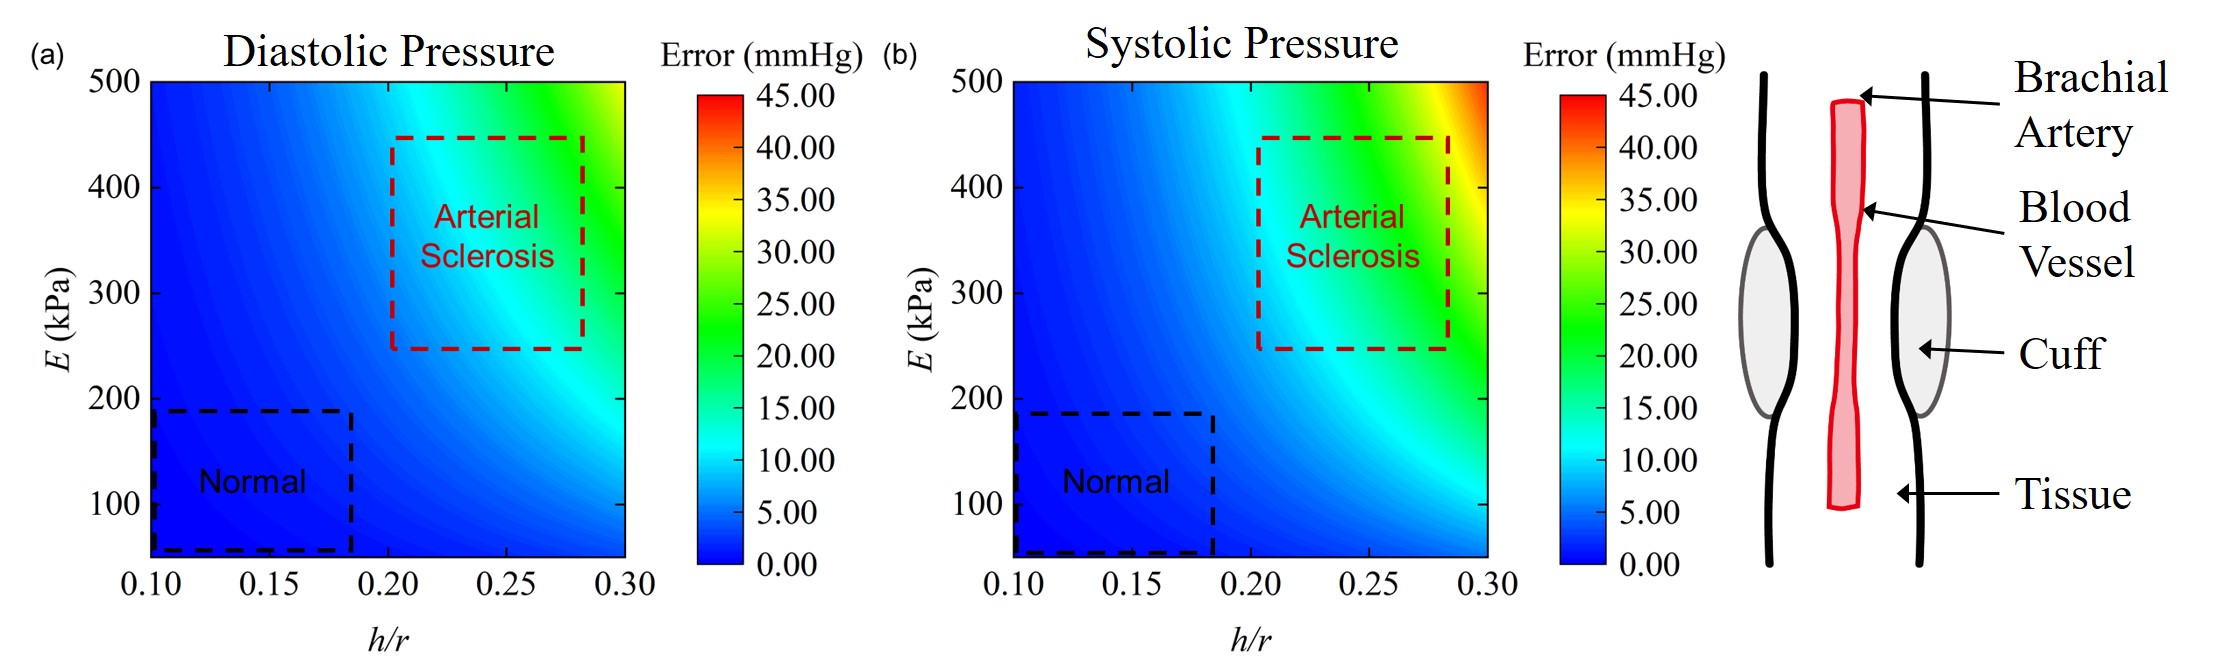 (a)
Diastolic Pressure
Error (mmHg)
500
400
300
200
100
E (kPa)
Arterial
Sclerosis
Normal
0.10 0.15 0.20 0.25 0.30
h/r
45.00
40.00
35.00
30.00
25.00
20.00
15.00
10.00
5.00
0.00
(b)
Systolic Pressure
Error (mmHg)
500
400
300
200
100
E (kPa)
Arterial
Sclerosis
Normal
0.10 0.15 0.20 0.25 0.30
h/r
45.00
40.00
35.00
30.00
25.00
20.00
15.00
10.00
5.00
0.00
Brachial
Artery
Blood
Vessel
Cuff
Tissue